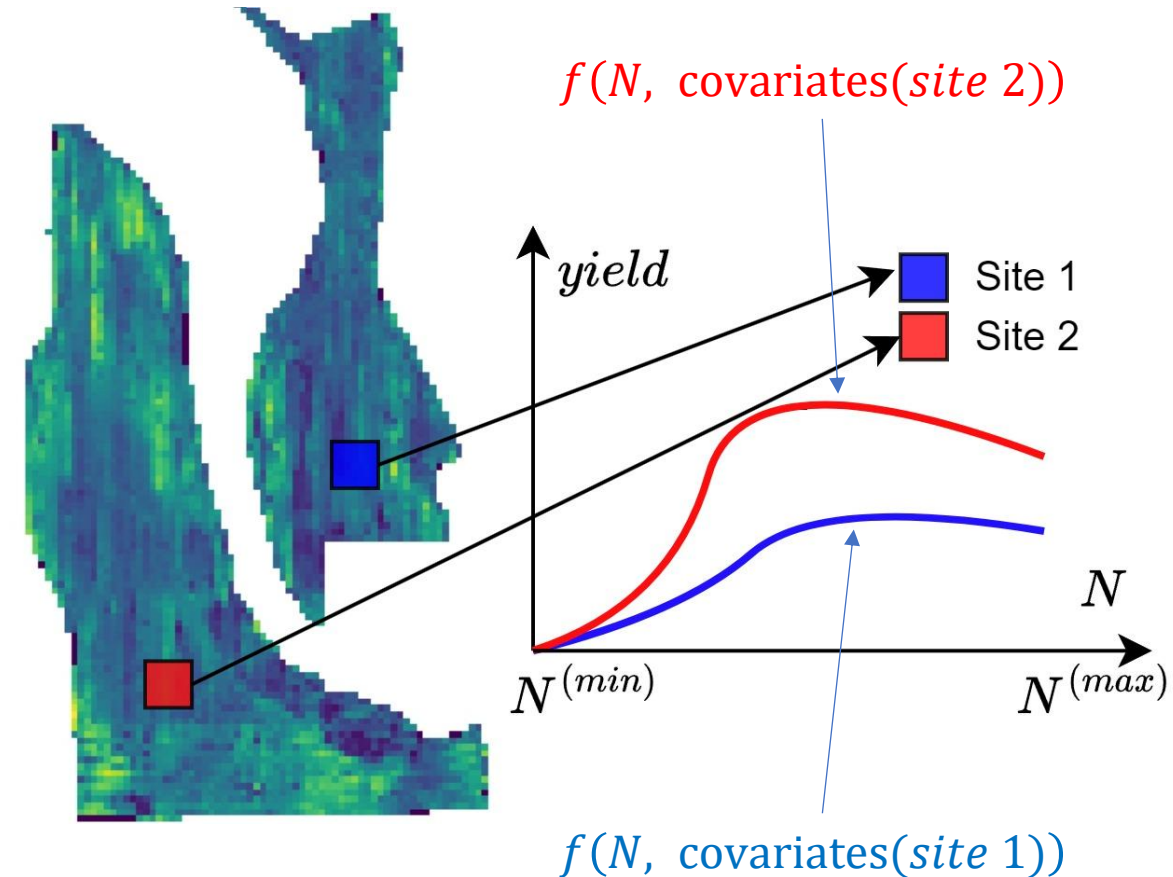 f(N, covariates(site 2))
yield
Site 1
Site 2
N
N^(min)
N^(max)
f(N, covariates(site 1))